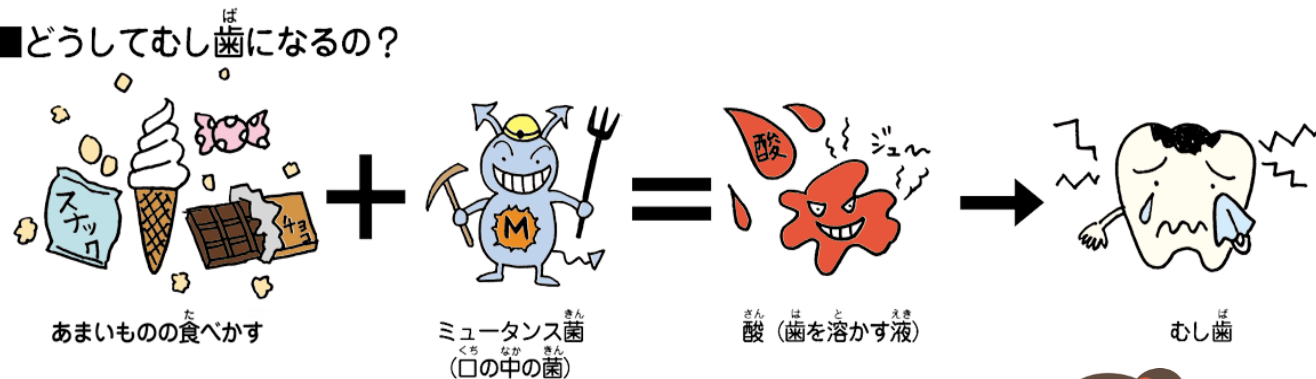 ■どうしてむし歯になるの？
スナック
チョコ
M
酸
ジュ〜
あまいものの食べかす
ミュータンス菌
（口の中の菌）
酸（歯を溶かす液）
むし歯